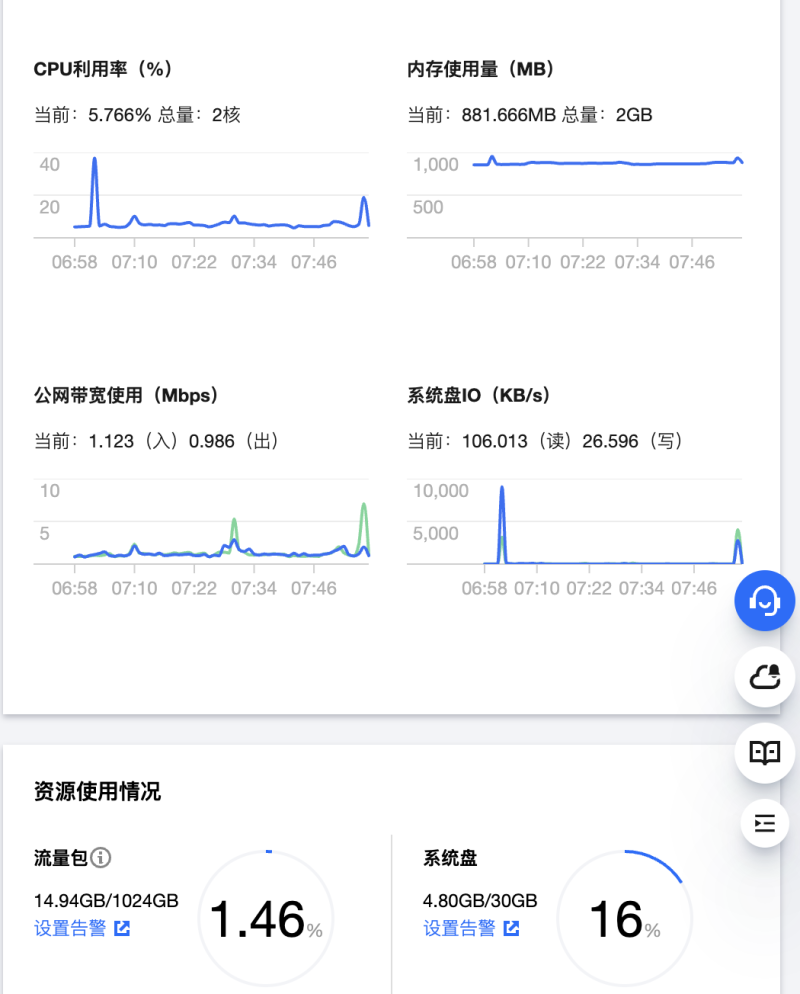 CPU利用率（%）
当前：5.766% 总量：2核
40
20
06:58 07:10 07:22 07:34 07:46
内存使用量（MB）
当前：881.666MB 总量：2GB
1,000
500
06:58 07:10 07:22 07:34 07:46
公网带宽使用（Mbps）
当前：1.123（入）0.986（出）
10
5
06:58 07:10 07:22 07:34 07:46
系统盘IO（KB/s）
当前：106.013（读）26.596（写）
10,000
5,000
06:58 07:10 07:22 07:34 07:46
资源使用情况
流量包
14.94GB/1024GB
设置告警
1.46%
系统盘
4.80GB/30GB
设置告警
16%